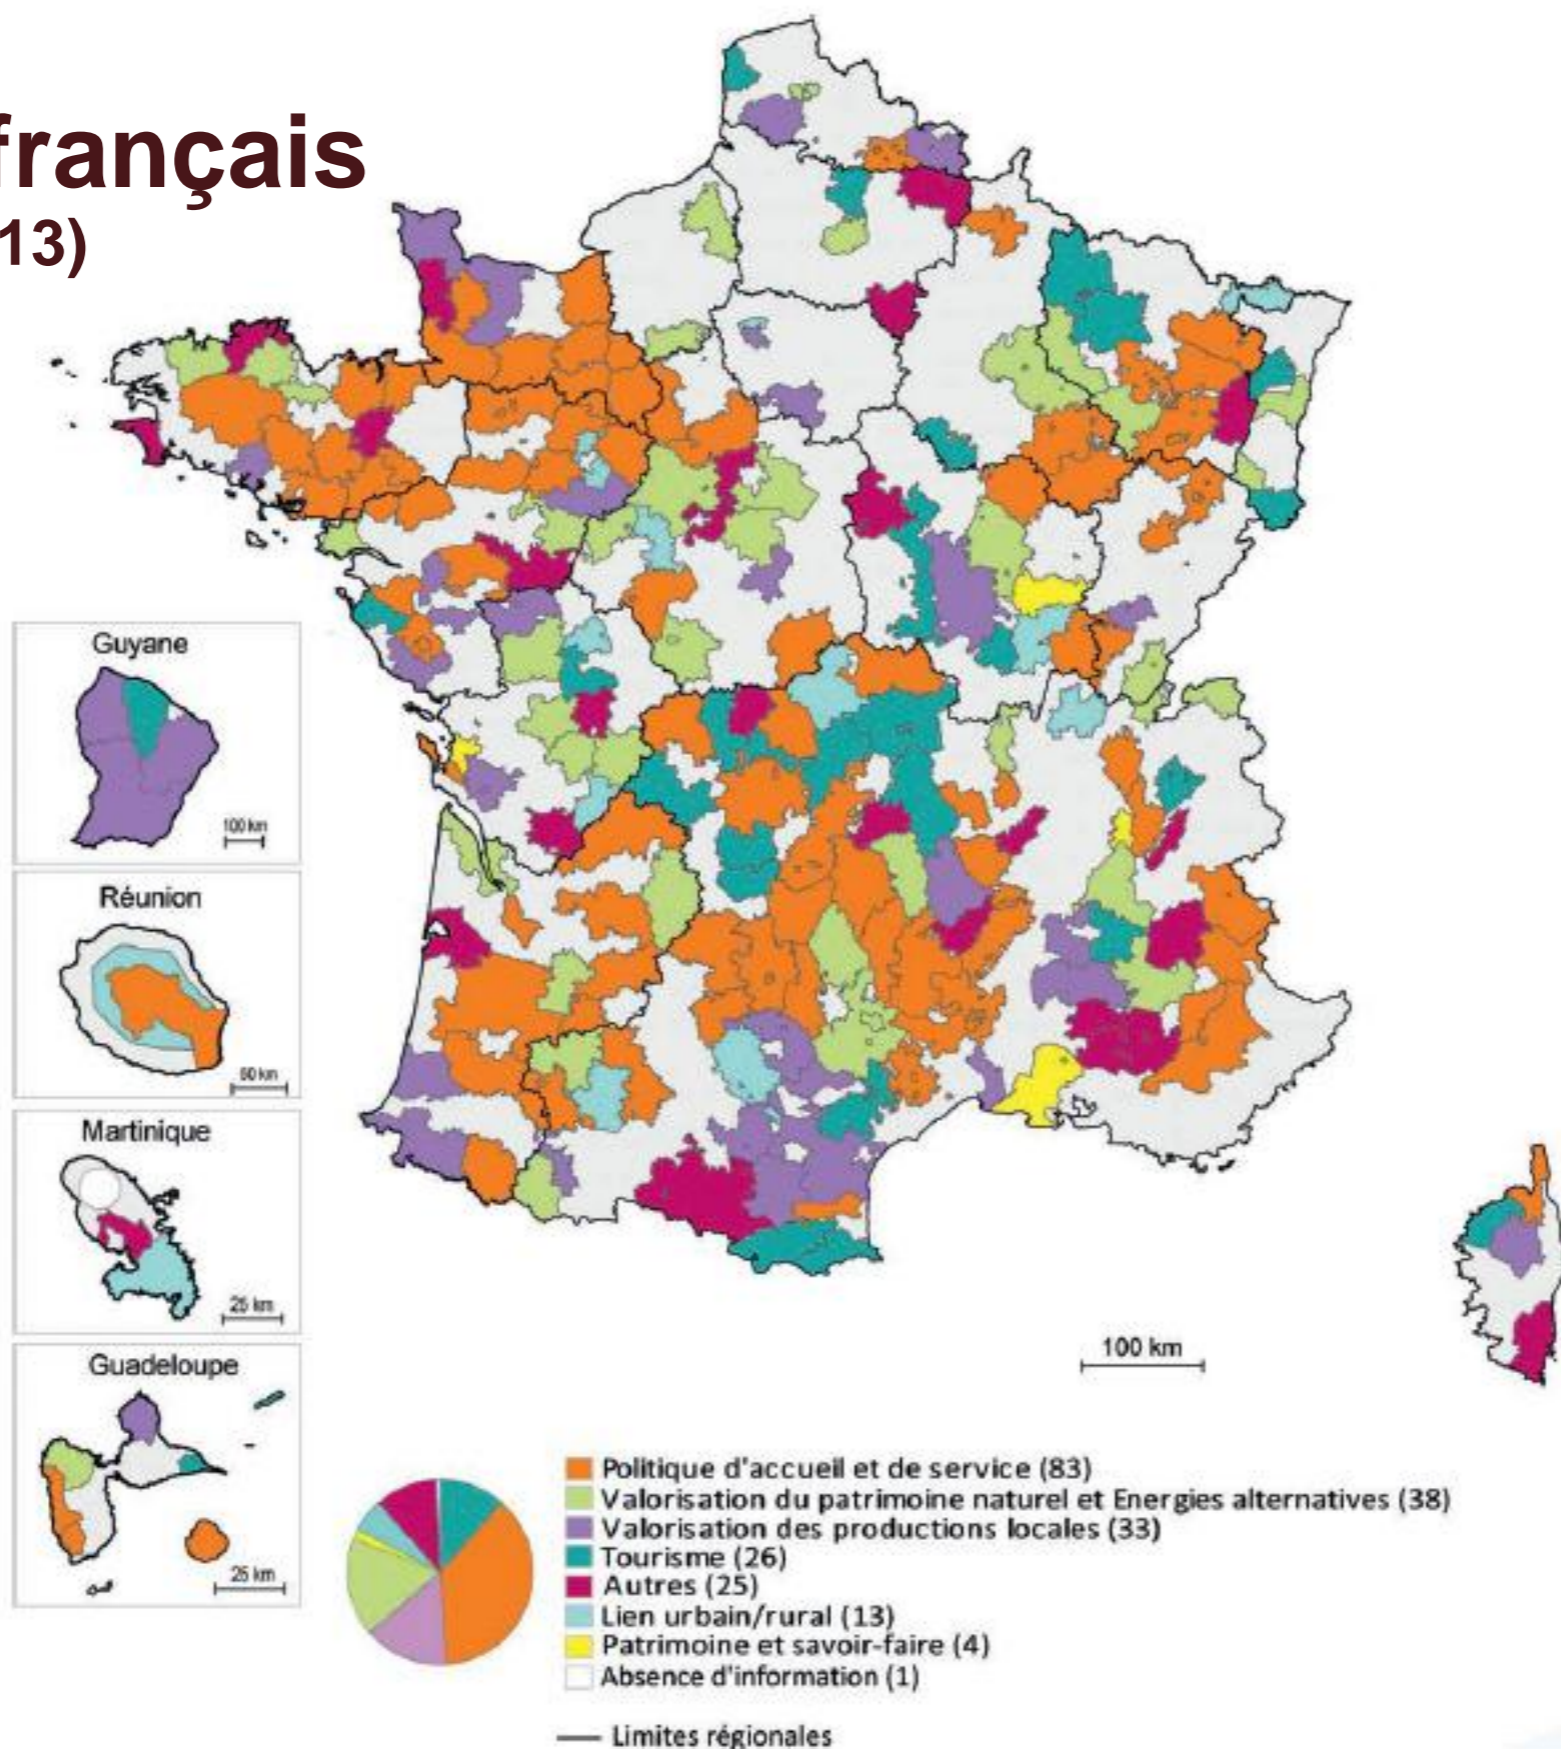 français
13)
Guyane
100 km
Réunion
50 km
Martinique
25 km
Guadeloupe
25 km
100 km
Politique d'accueil et de service (83)
Valorisation du patrimoine naturel et Energies alternatives (38)
Valorisation des productions locales (33)
Tourisme (26)
Autres (25)
Lien urbain/rural (13)
Patrimoine et savoir-faire (4)
Absence d'information (1)
Limites régionales